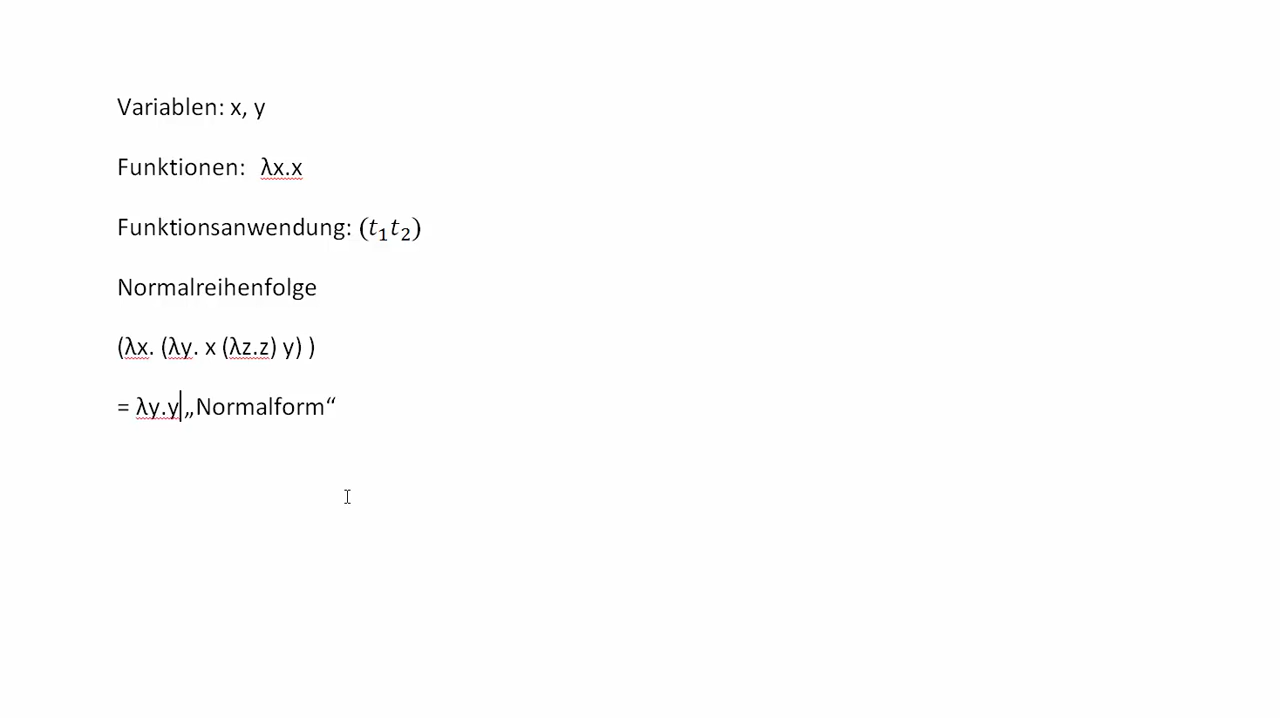 Variablen: x, y
Funktionen: λx.x
Funktionsanwendung: (t₁t₂)
Normalreihenfolge
(λx. (λy. x (λz.z) y) )
= λy.y „Normalform“